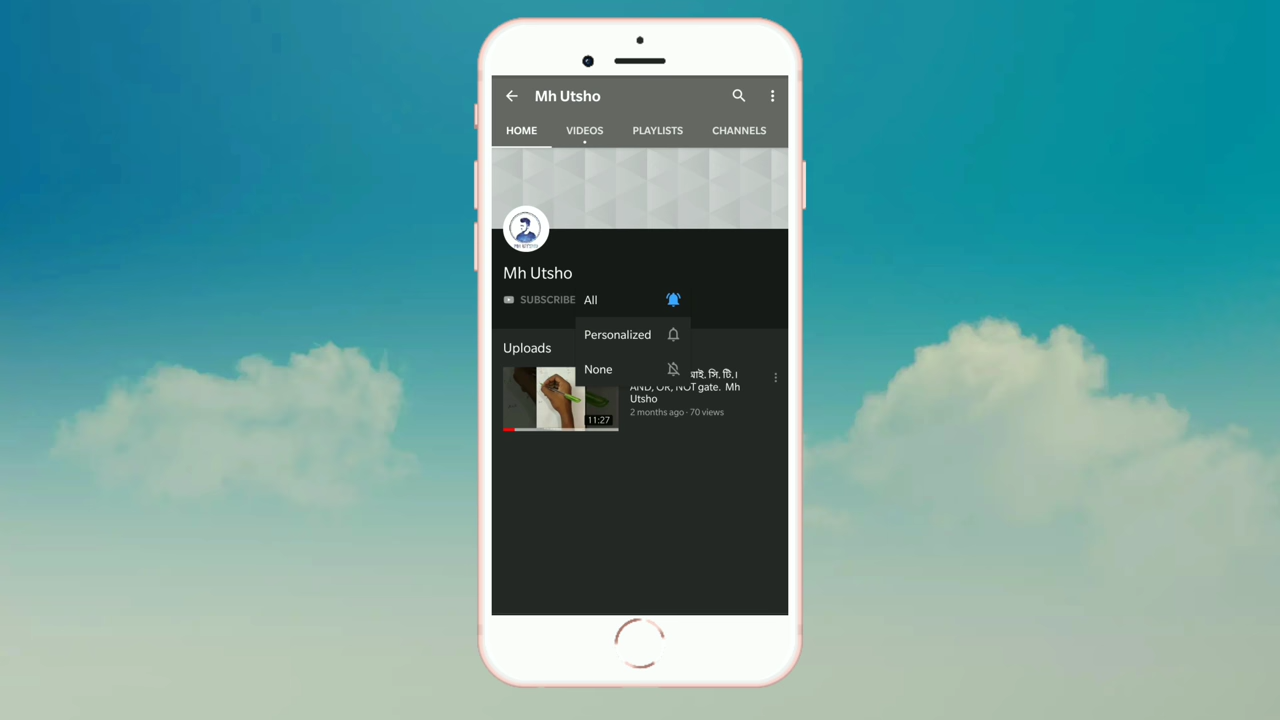 Mh Utsho
HOME VIDEOS PLAYLISTS CHANNELS
Mh Utsho
SUBSCRIBE
All
Personalized
None
Uploads
আই. সি. টি.।
AND, OR, NOT gate. Mh
Utsho
11:27
2 months ago · 70 views